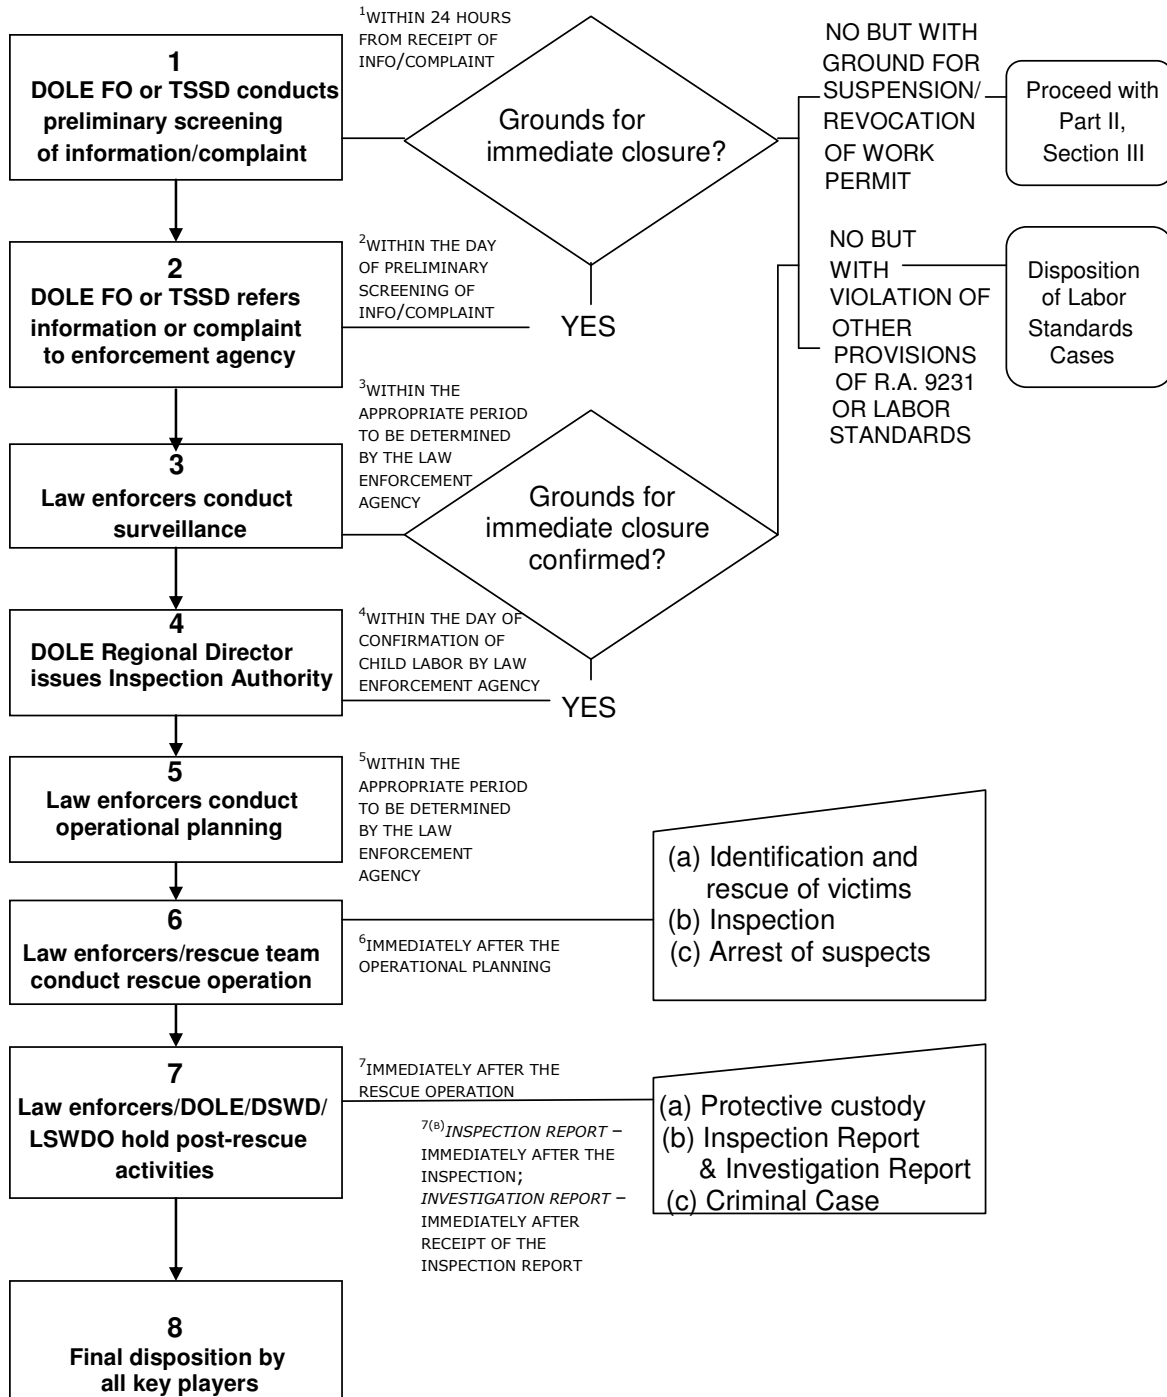 1
DOLE FO or TSSD conducts
preliminary screening
of information/complaint
1WITHIN 24 HOURS
FROM RECEIPT OF
INFO/COMPLAINT
Grounds for
immediate closure?
NO BUT WITH
GROUND FOR
SUSPENSION/
REVOCATION
OF WORK
PERMIT
Proceed with
Part II,
Section III
2
DOLE FO or TSSD refers
information or complaint
to enforcement agency
2WITHIN THE DAY
OF PRELIMINARY
SCREENING OF
INFO/COMPLAINT
YES
NO BUT
WITH
VIOLATION OF
OTHER
PROVISIONS
OF R.A. 9231
OR LABOR
STANDARDS
Disposition
of Labor
Standards
Cases
3
Law enforcers conduct
surveillance
3WITHIN THE
APPROPRIATE PERIOD
TO BE DETERMINED
BY THE LAW
ENFORCEMENT
AGENCY
Grounds for
immediate closure
confirmed?
4
DOLE Regional Director
issues Inspection Authority
4WITHIN THE DAY OF
CONFIRMATION OF
CHILD LABOR BY LAW
ENFORCEMENT AGENCY
YES
5
Law enforcers conduct
operational planning
5WITHIN THE
APPROPRIATE PERIOD
TO BE DETERMINED
BY THE LAW
ENFORCEMENT
AGENCY
6
Law enforcers/rescue team
conduct rescue operation
6IMMEDIATELY AFTER THE
OPERATIONAL PLANNING
(a) Identification and
rescue of victims
(b) Inspection
(c) Arrest of suspects
7
Law enforcers/DOLE/DSWD/
LSWDO hold post-rescue
activities
7IMMEDIATELY AFTER THE
RESCUE OPERATION
7(B)INSPECTION REPORT –
IMMEDIATELY AFTER THE
INSPECTION;
INVESTIGATION REPORT –
IMMEDIATELY AFTER
RECEIPT OF THE
INSPECTION REPORT
(a) Protective custody
(b) Inspection Report
& Investigation Report
(c) Criminal Case
8
Final disposition by
all key players